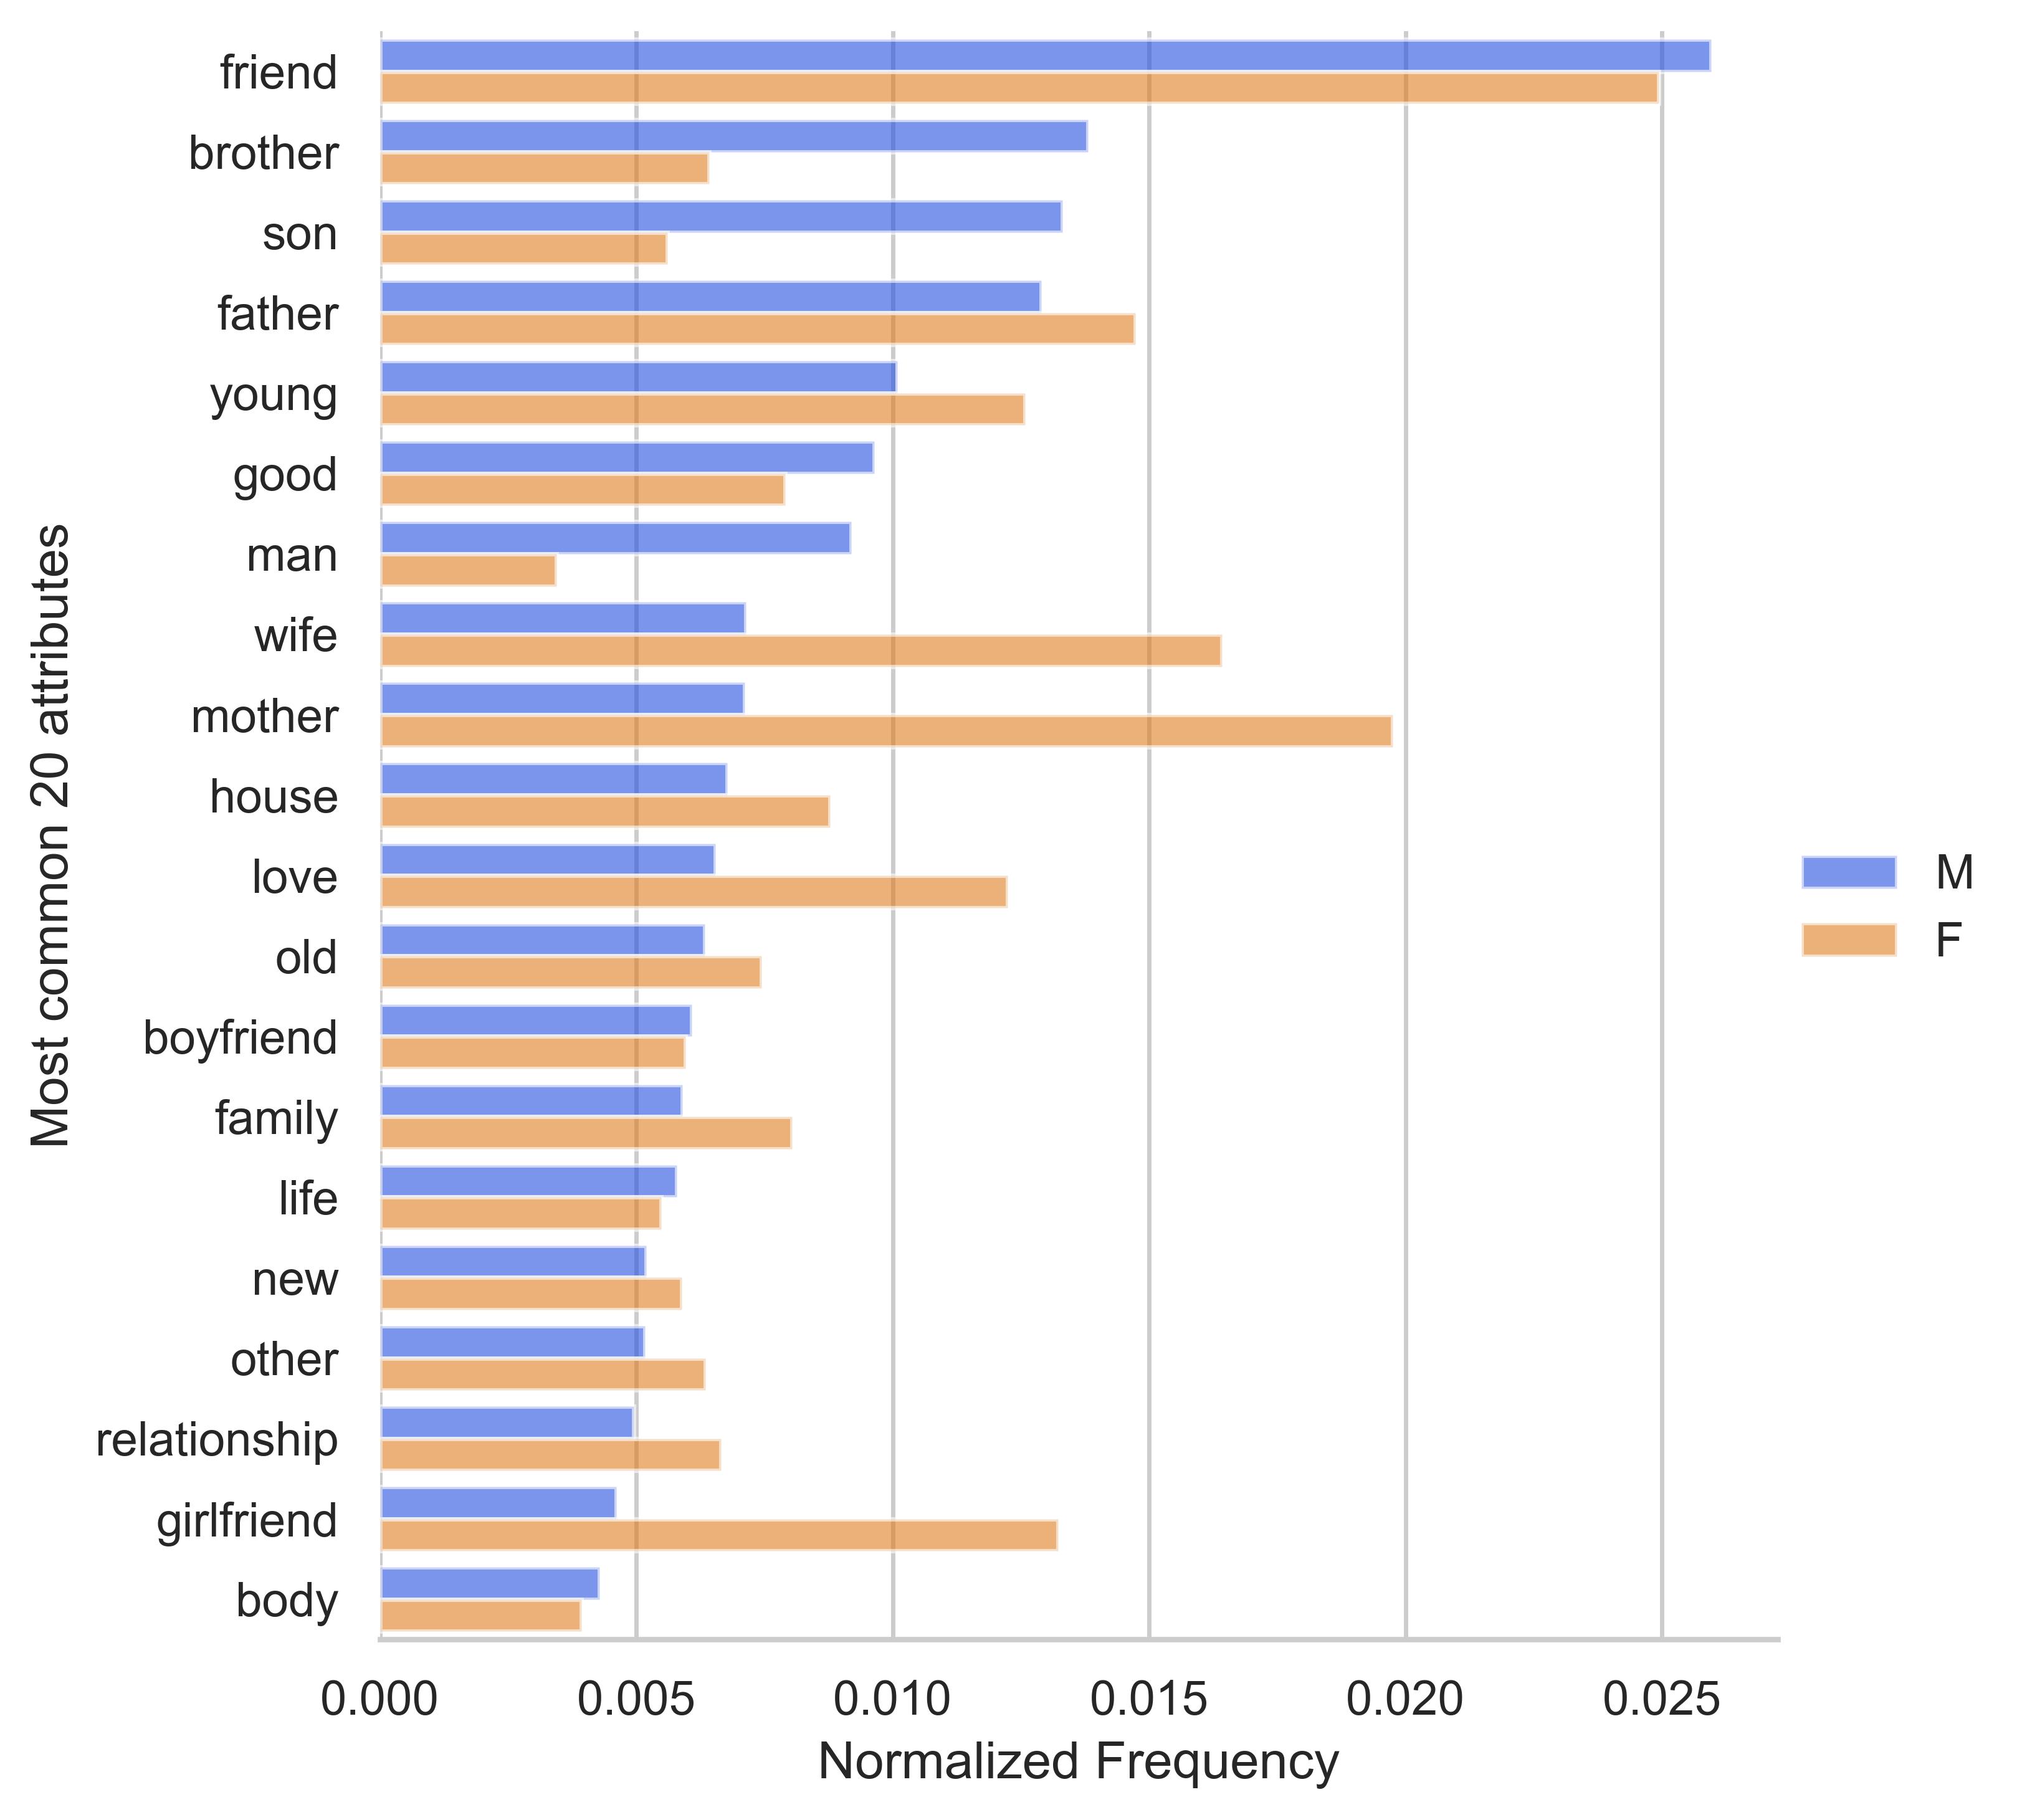 friend
brother
son
father
young
good
man
wife
mother
house
love
old
boyfriend
family
life
new
other
relationship
girlfriend
body
Most common 20 attributes
0.000 0.005 0.010 0.015 0.020 0.025
Normalized Frequency
M
F